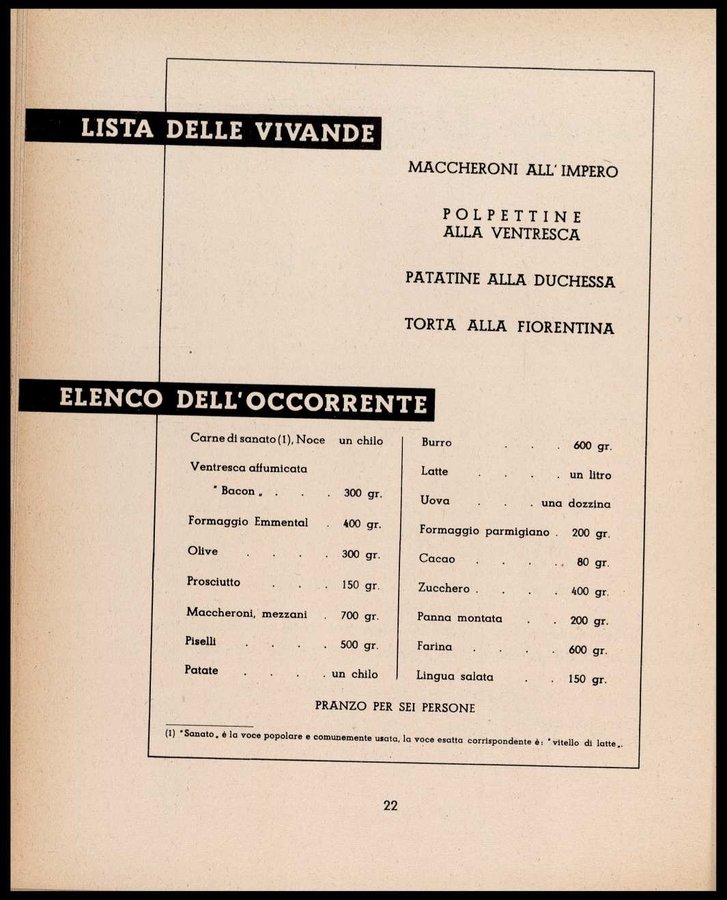 LISTA DELLE VIVANDE
MACCHERONI ALL' IMPERO
POLPETTINE
ALLA VENTRESCA
PATATINE ALLA DUCHESSA
TORTA ALLA FIORENTINA
ELENCO DELL'OCCORRENTE
Carne di sanato (1), Noce un chilo
Ventresca affumicata
" Bacon „ . . . 300 gr.
Formaggio Emmental . 400 gr.
Olive . . . . 300 gr.
Prosciutto . . . 150 gr.
Maccheroni, mezzani . 700 gr.
Piselli . . . . 500 gr.
Patate . . . . un chilo
Burro . . . 600 gr.
Latte . . . . un litro
Uova . . . una dozzina
Formaggio parmigiano . 200 gr.
Cacao . . . . 80 gr.
Zucchero . . . . 400 gr.
Panna montata . . 200 gr.
Farina . . . . 600 gr.
Lingua salata . . 150 gr.
PRANZO PER SEI PERSONE
(1) "Sanato„ è la voce popolare e comunemente usata, la voce esatta corrispondente è: "vitello di latte„.
22